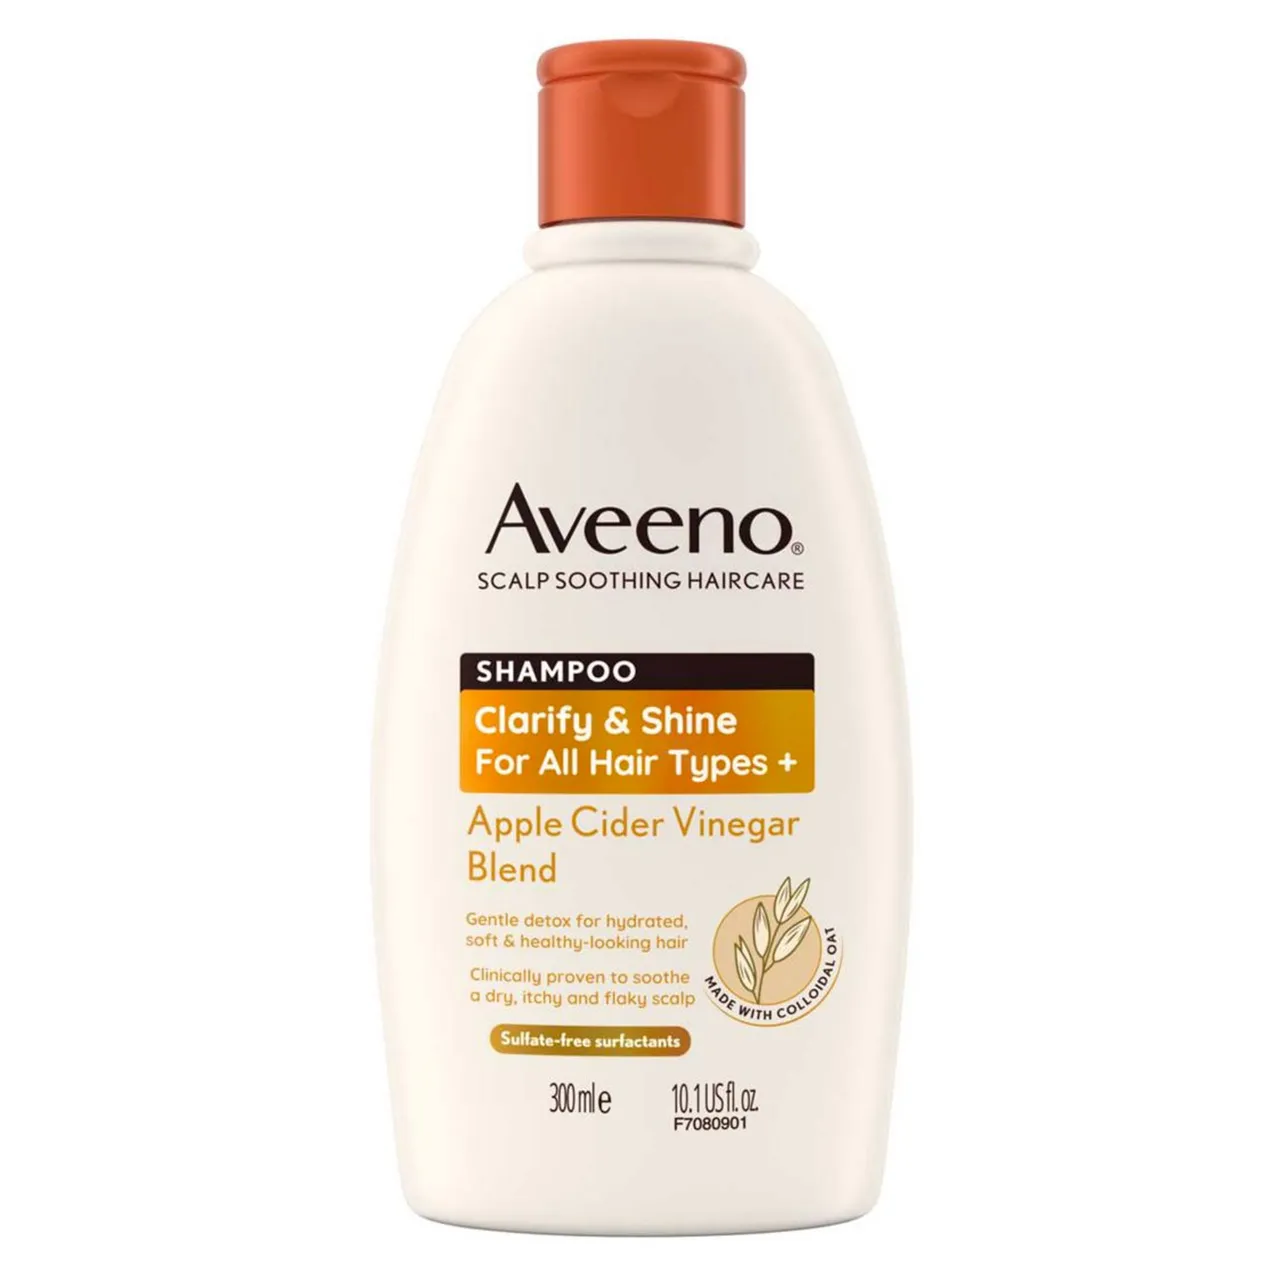 Aveeno®
SCALP SOOTHING HAIRCARE
SHAMPOO
Clarify & Shine
For All Hair Types +
Apple Cider Vinegar
Blend
Gentle detox for hydrated,
soft & healthy-looking hair
Clinically proven to soothe
a dry, itchy and flaky scalp
MADE WITH COLLOIDAL OAT
Sulfate-free surfactants
300ml e
10.1 US fl. oz.
F7080901